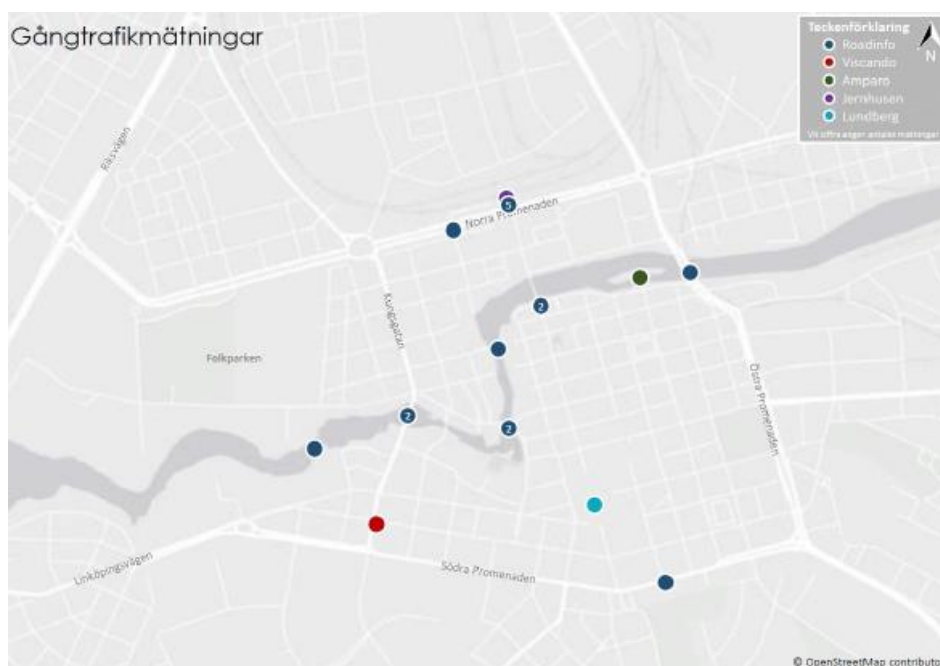 Gångtrafikmätningar
Teckenförklaring
Roadinfo
Viscando
Amparo
Jernhusen
Lundberg
Vit siffra anger antalet mätningar
N
Riksvägen
5
Norra Promenaden
Kungsgatan
2
Folkparken
Östra Promenaden
2
2
Linköpingsvägen
Södra Promenaden
© OpenStreetMap contributo